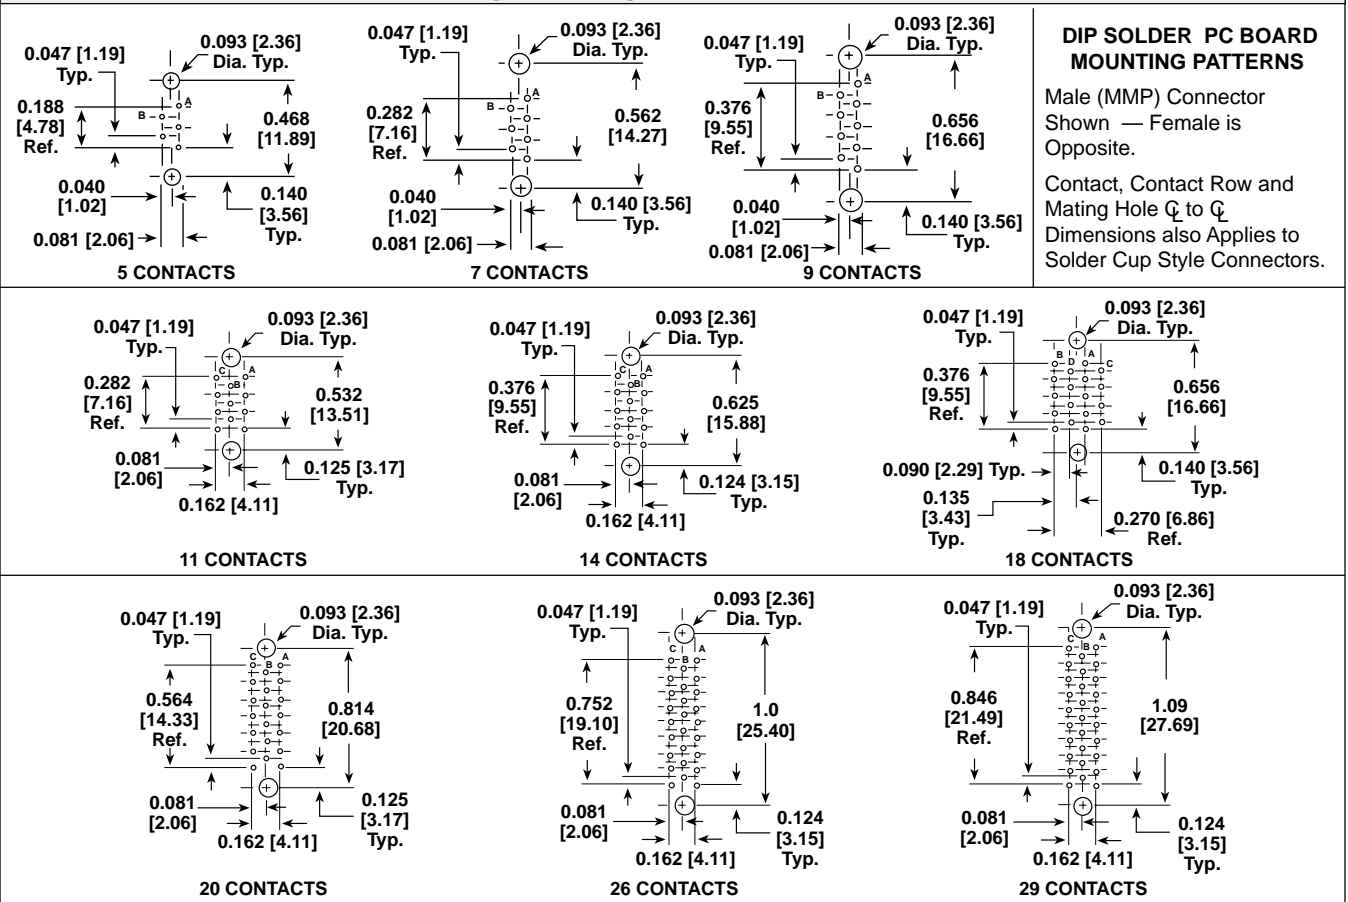 0.047 [1.19]
Typ.
0.093 [2.36]
Dia. Typ.
0.188
[4.78]
Ref.
A
B
0.468
[11.89]
0.040
[1.02]
0.140
[3.56]
Typ.
0.081 [2.06]
5 CONTACTS
0.047 [1.19]
Typ.
0.093 [2.36]
Dia. Typ.
0.282
[7.16]
Ref.
A
B
0.562
[14.27]
0.040
[1.02]
0.140 [3.56]
Typ.
0.081 [2.06]
7 CONTACTS
0.047 [1.19]
Typ.
0.093 [2.36]
Dia. Typ.
0.376
[9.55]
Ref.
A
B
0.656
[16.66]
0.040
[1.02]
0.140 [3.56]
Typ.
0.081 [2.06]
9 CONTACTS
DIP SOLDER PC BOARD
MOUNTING PATTERNS
Male (MMP) Connector
Shown — Female is
Opposite.
Contact, Contact Row and
Mating Hole ℄ to ℄
Dimensions also Applies to
Solder Cup Style Connectors.
0.047 [1.19]
Typ.
0.093 [2.36]
Dia. Typ.
0.282
[7.16]
Ref.
C
A
B
0.532
[13.51]
0.081
[2.06]
0.125 [3.17]
Typ.
0.162 [4.11]
11 CONTACTS
0.047 [1.19]
Typ.
0.093 [2.36]
Dia. Typ.
0.376
[9.55]
Ref.
C
A
B
0.625
[15.88]
0.081
[2.06]
0.124 [3.15]
Typ.
0.162 [4.11]
14 CONTACTS
0.047 [1.19]
Typ.
0.093 [2.36]
Dia. Typ.
B
A
D
C
0.376
[9.55]
Ref.
0.656
[16.66]
0.090 [2.29] Typ.
0.140 [3.56]
Typ.
0.135
[3.43]
Typ.
0.270 [6.86]
Ref.
18 CONTACTS
0.047 [1.19]
Typ.
0.093 [2.36]
Dia. Typ.
C
A
B
0.564
[14.33]
Ref.
0.814
[20.68]
0.081
[2.06]
0.125
[3.17]
Typ.
0.162 [4.11]
20 CONTACTS
0.047 [1.19]
Typ.
0.093 [2.36]
Dia. Typ.
C
A
B
0.752
[19.10]
Ref.
1.0
[25.40]
0.081
[2.06]
0.124
[3.15]
Typ.
0.162 [4.11]
26 CONTACTS
0.047 [1.19]
Typ.
0.093 [2.36]
Dia. Typ.
C
A
B
0.846
[21.49]
Ref.
1.09
[27.69]
0.081
[2.06]
0.124
[3.15]
Typ.
0.162 [4.11]
29 CONTACTS